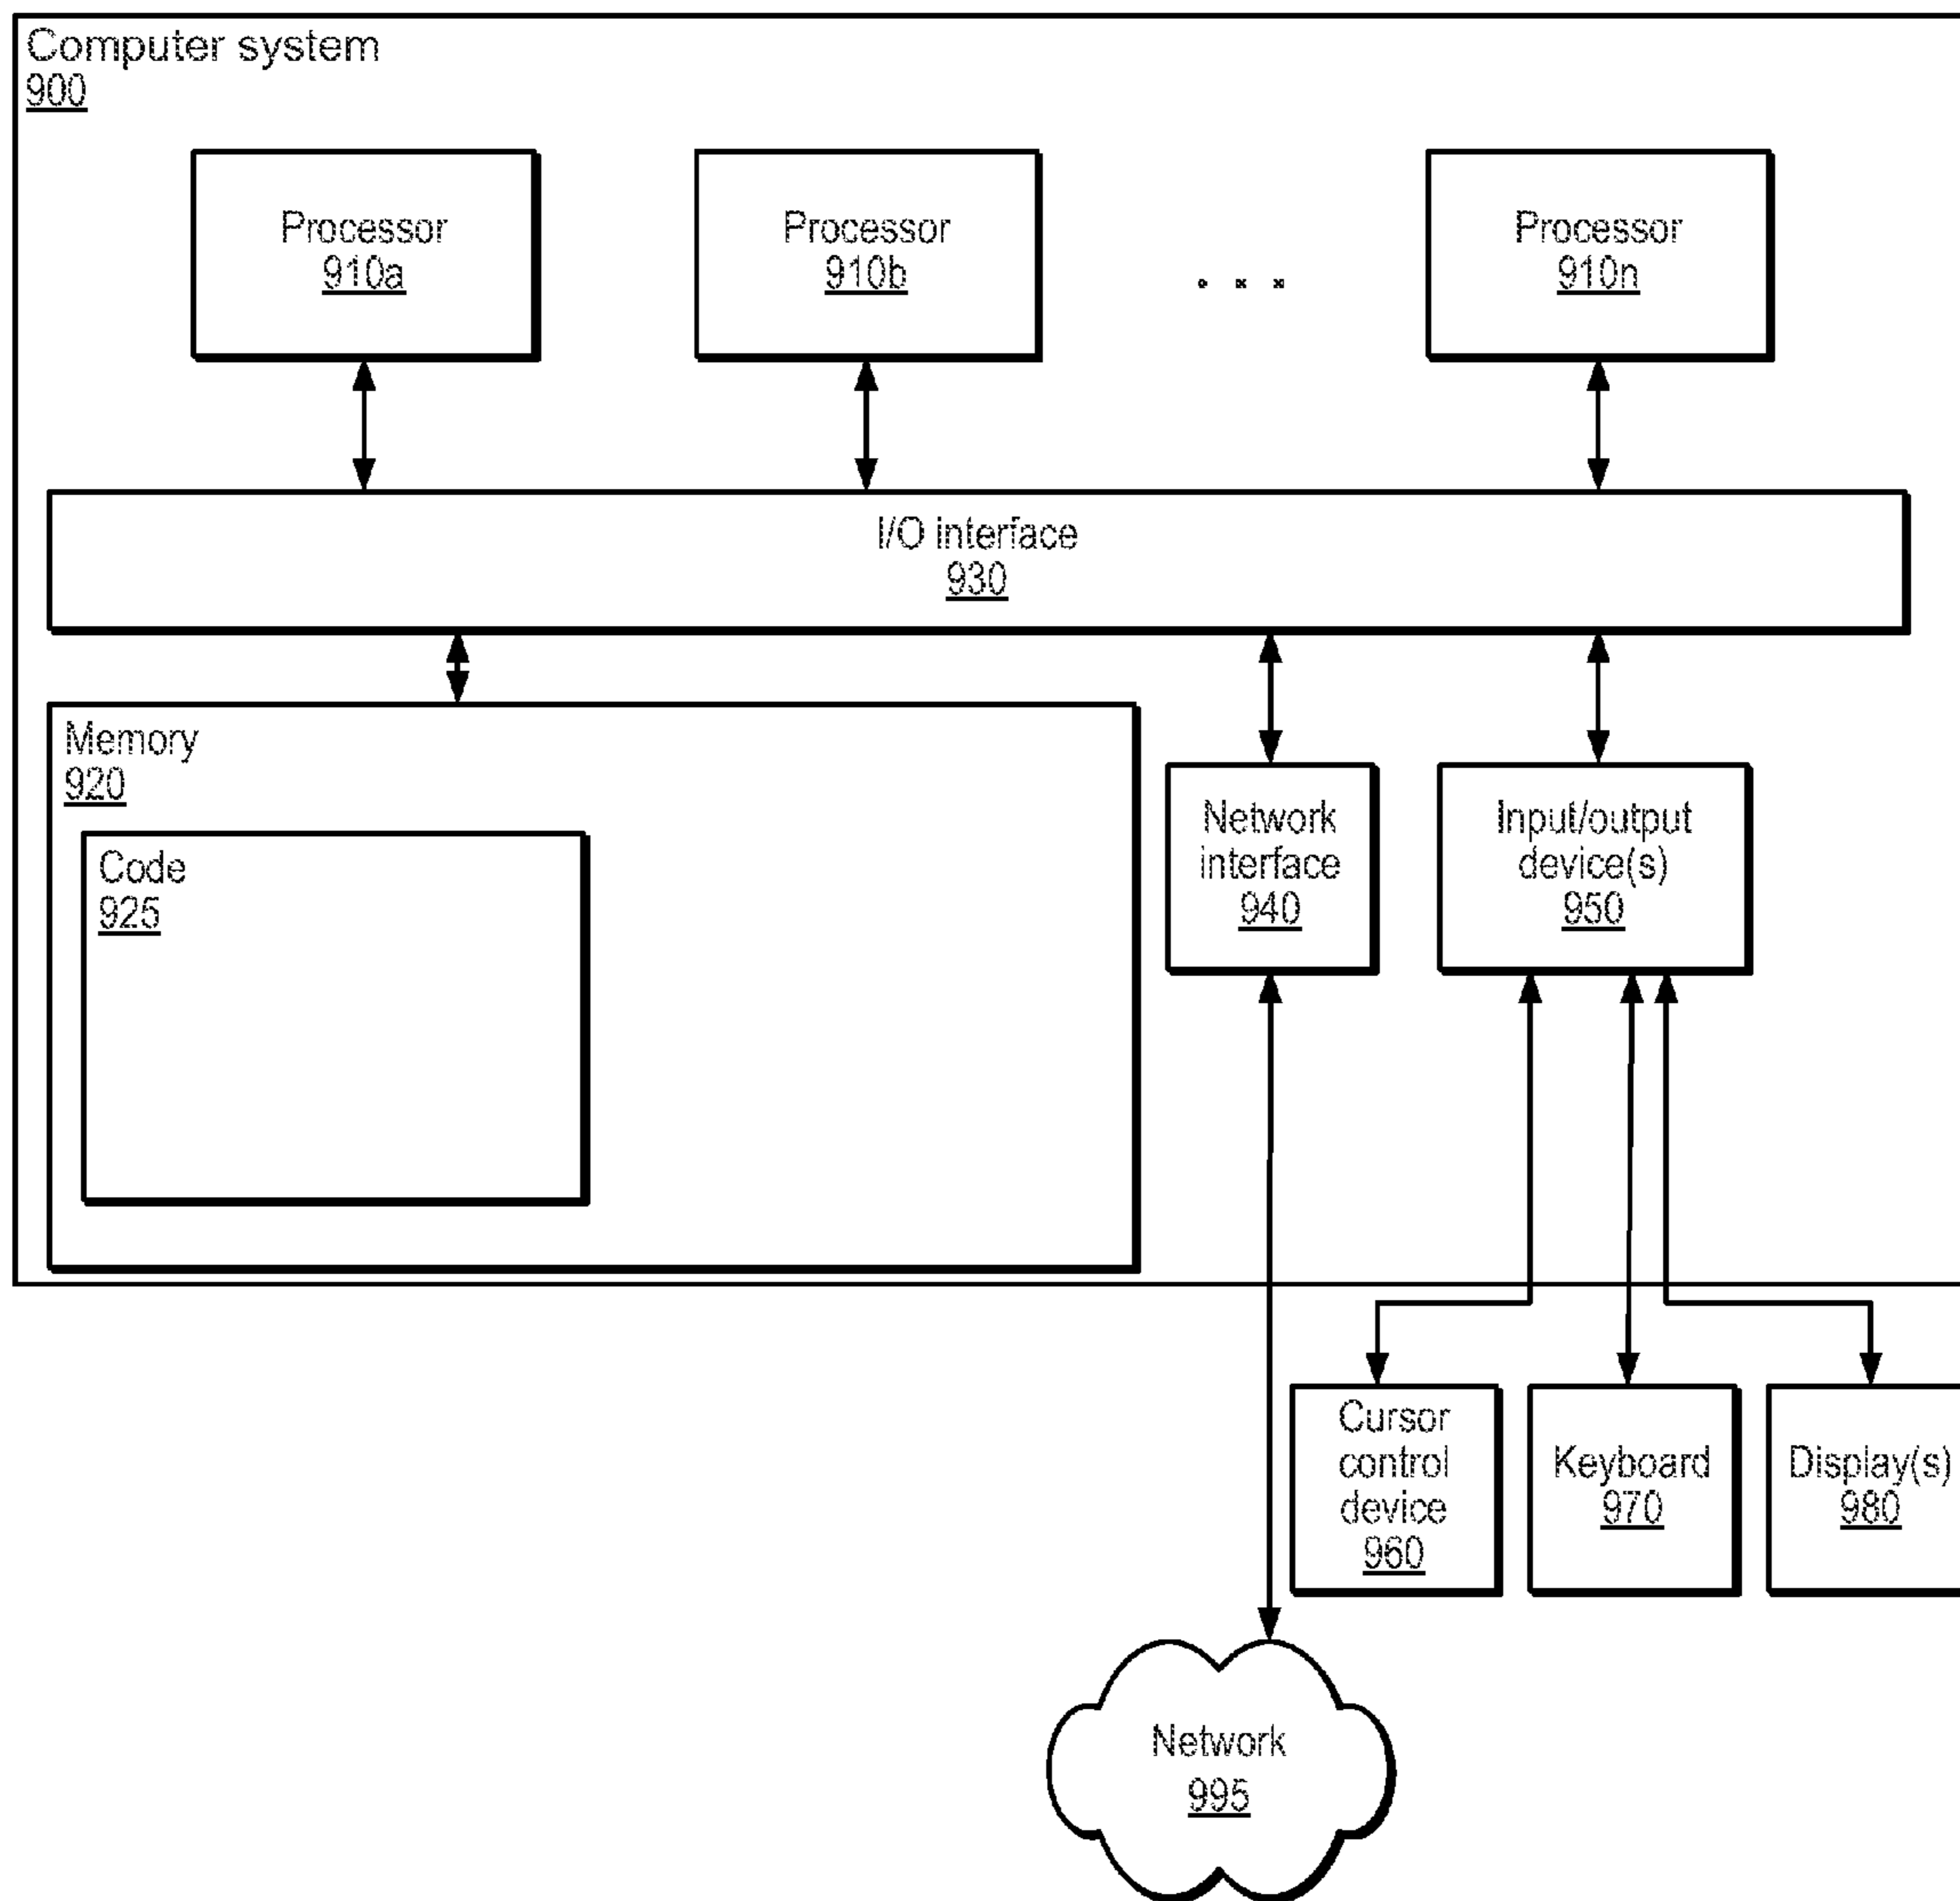 Computer system
900
Processor
910a
Processor
910b
. . .
Processor
910n
I/O interface
930
Memory
920
Code
925
Network
interface
940
Input/output
device(s)
950
Cursor
control
device
960
Keyboard
970
Display(s)
980
Network
995